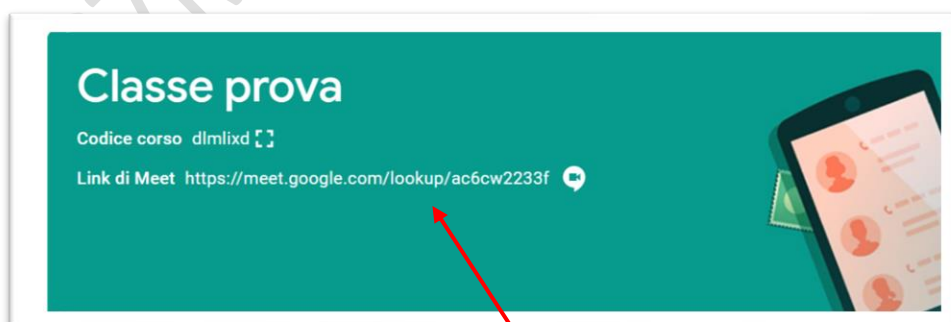 Classe prova
Codice corso dlmlixd
Link di Meet https://meet.google.com/lookup/ac6cw2233f